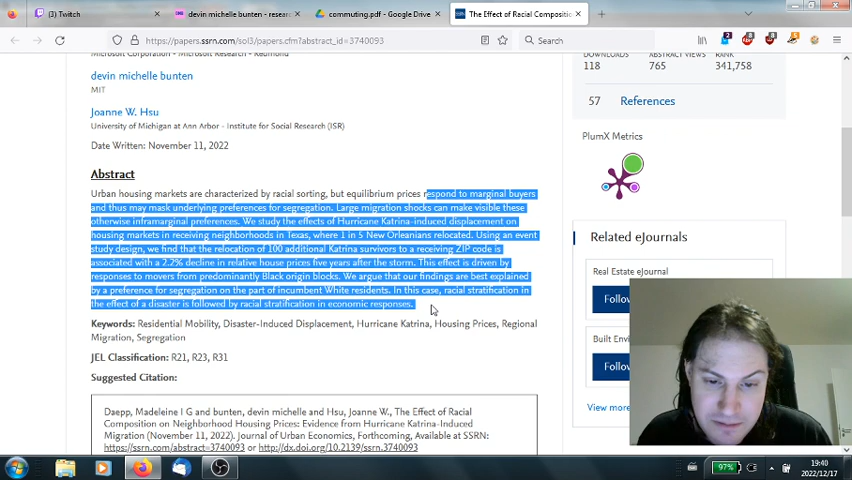 (3) Twitch
devin michelle bunten - researc
commuting.pdf - Google Drive
The Effect of Racial Compositio
https://papers.ssrn.com/sol3/papers.cfm?abstract_id=3740093
Search
Microsoft Corporation - Microsoft Research - Redmond
devin michelle bunten
MIT
Joanne W. Hsu
University of Michigan at Ann Arbor - Institute for Social Research (ISR)
Date Written: November 11, 2022
Abstract
Urban housing markets are characterized by racial sorting, but equilibrium prices respond to marginal buyers
and thus may mask underlying preferences for segregation. Large migration shocks can make visible these
otherwise inframarginal preferences. We study the effects of Hurricane Katrina-induced displacement on
housing markets in receiving neighborhoods in Texas, where 1 in 5 New Orleanians relocated. Using an event
study design, we find that the relocation of 100 additional Katrina survivors to a receiving ZIP code is
associated with a 2.2% decline in relative house prices five years after the storm. This effect is driven by
responses to movers from predominantly Black origin blocks. We argue that our findings are best explained
by a preference for segregation on the part of incumbent White residents. In this case, racial stratification in
the effect of a disaster is followed by racial stratification in economic responses.
Keywords: Residential Mobility, Disaster-Induced Displacement, Hurricane Katrina, Housing Prices, Regional
Migration, Segregation
JEL Classification: R21, R23, R31
Suggested Citation:
Daepp, Madeleine I G and bunten, devin michelle and Hsu, Joanne W., The Effect of Racial
Composition on Neighborhood Housing Prices: Evidence from Hurricane Katrina-Induced
Migration (November 11, 2022). Journal of Urban Economics, Forthcoming, Available at SSRN:
https://ssrn.com/abstract=3740093 or http://dx.doi.org/10.2139/ssrn.3740093
DOWNLOADS ABSTRACT VIEWS RANK
118 765 341,758
57 References
PlumX Metrics
Related eJournals
Real Estate eJournal
Follow
Built Envi
Follow
View more
97%
19:40
2022/12/17